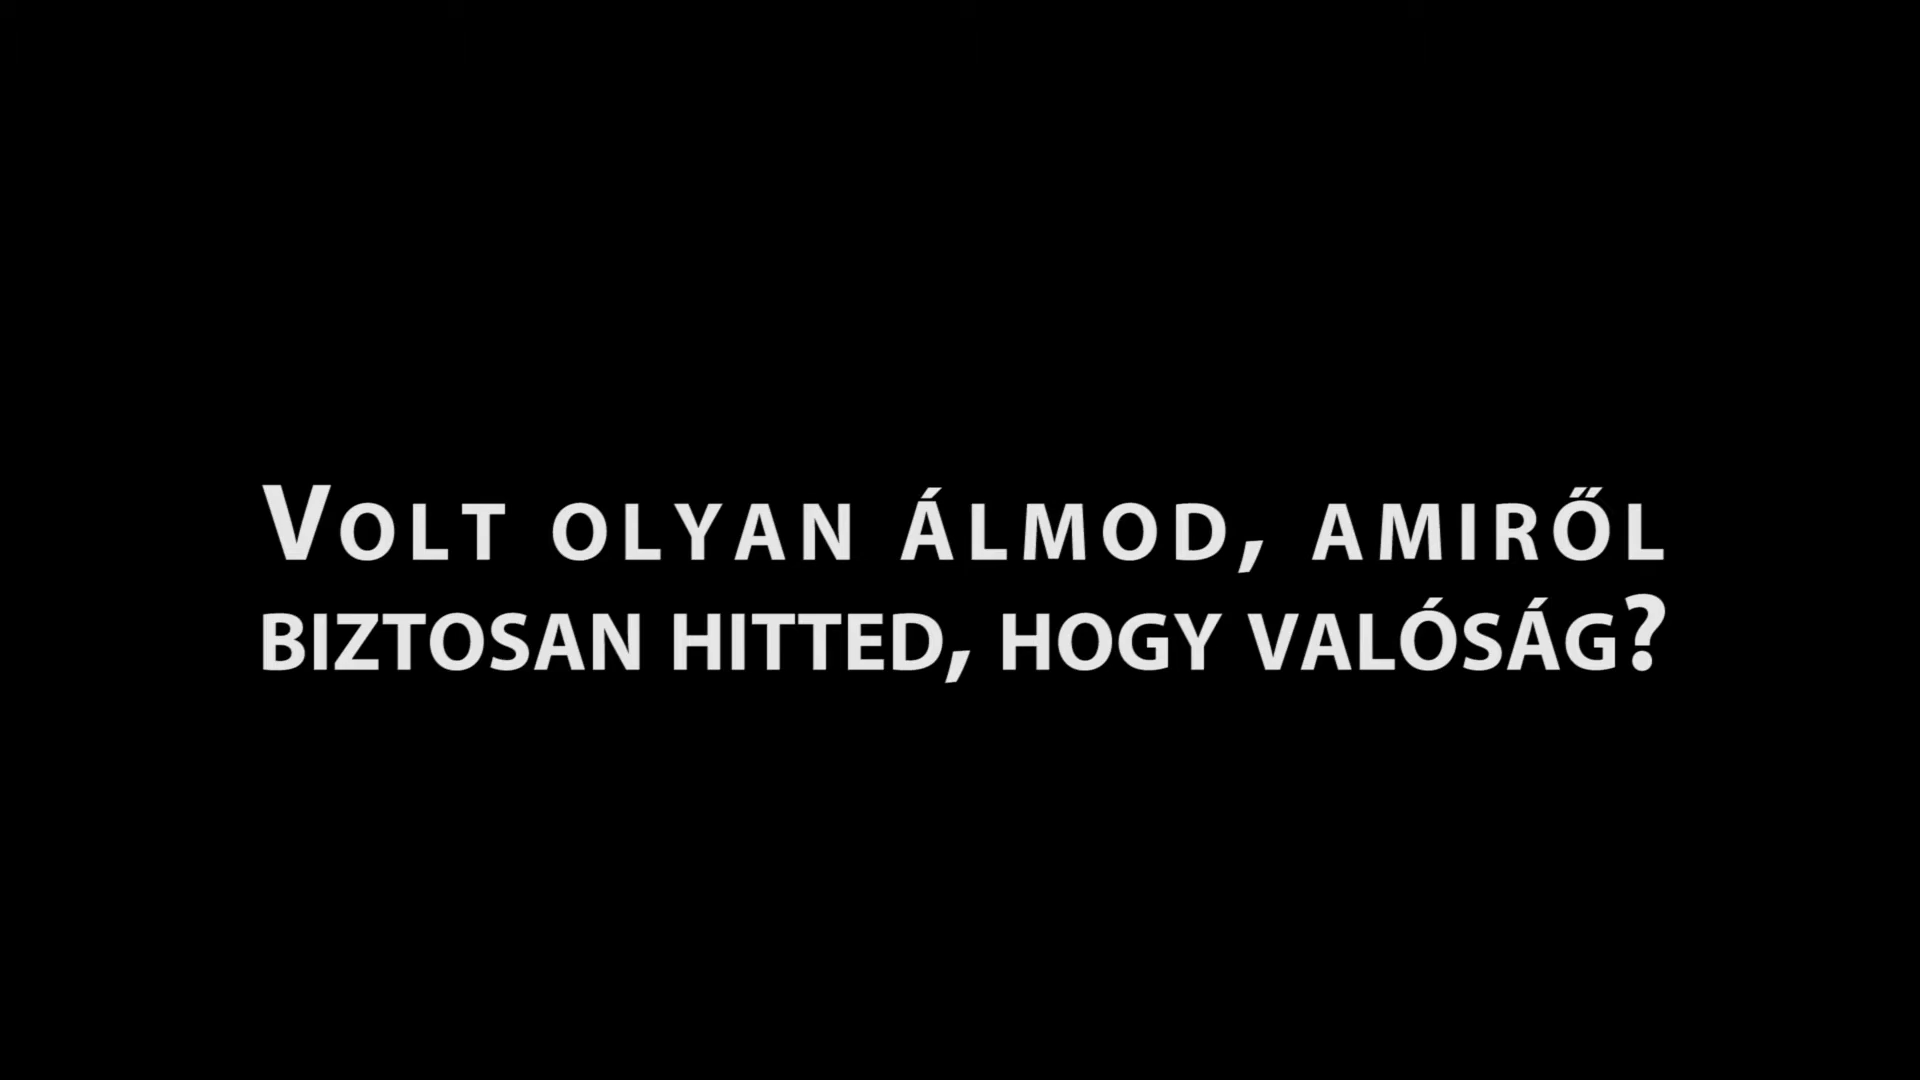 Volt olyan álmod, amiről
biztosan hitted, hogy valóság?